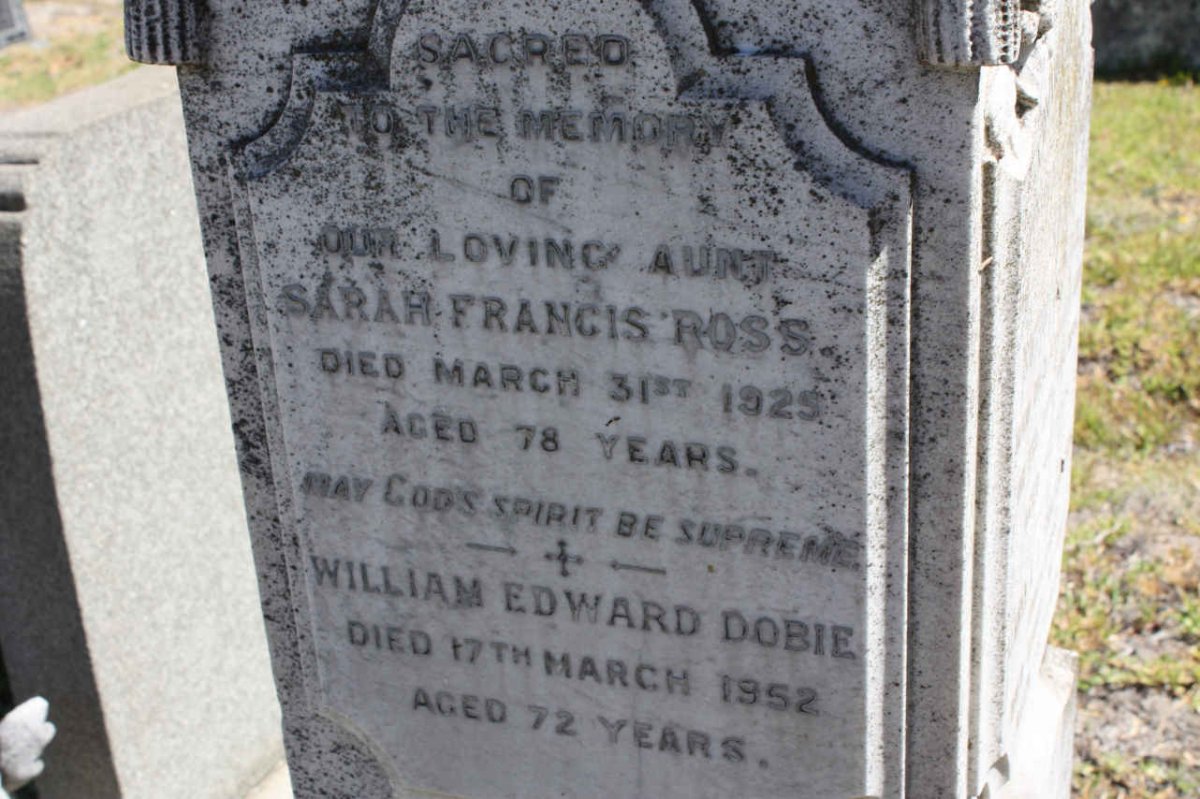 SACRED
TO THE MEMORY
OF
OUR LOVING AUNT
SARAH FRANCIS ROSS.
DIED MARCH 31ST 1925
AGED 78 YEARS.
MAY GOD'S SPIRIT BE SUPREME
WILLIAM EDWARD DOBIE
DIED 17TH MARCH 1952
AGED 72 YEARS.